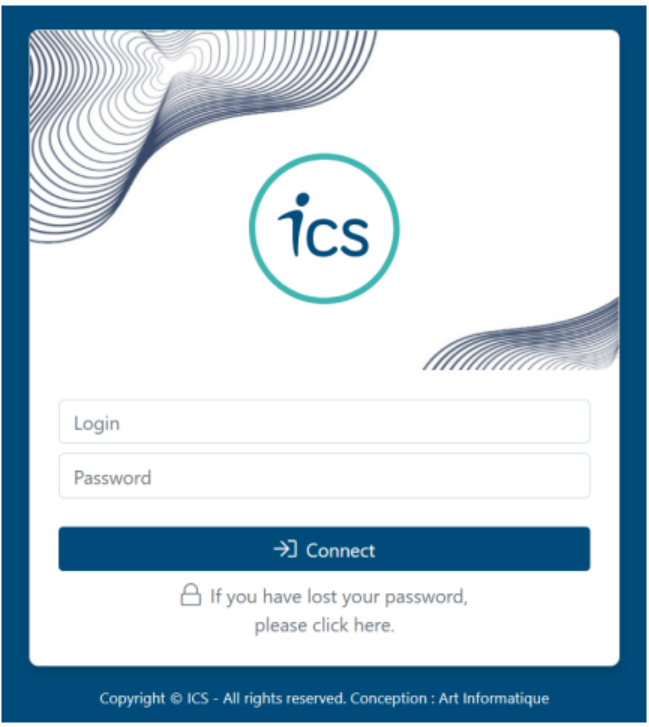 ics
Login
Password
Connect
If you have lost your password,
please click here.
Copyright © ICS - All rights reserved. Conception : Art Informatique